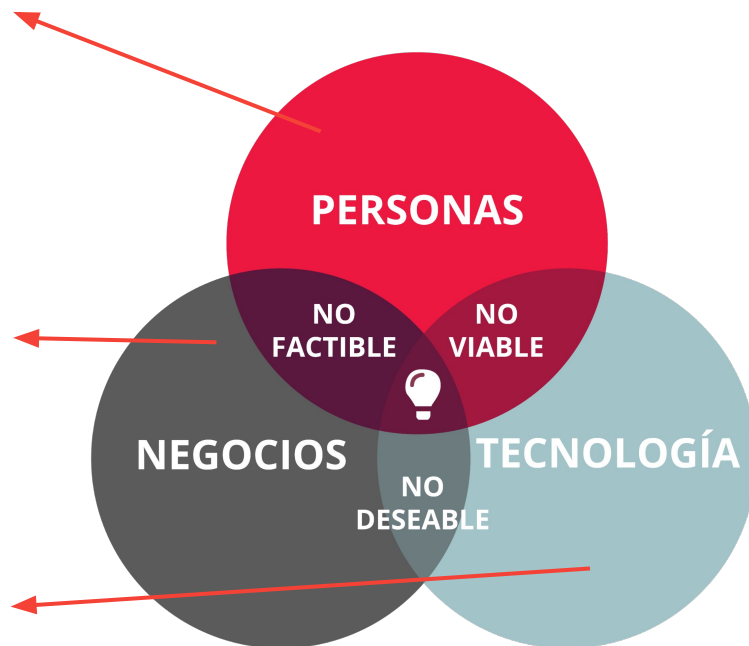 PERSONAS
NO
FACTIBLE
NO
VIABLE
NEGOCIOS
TECNOLOGÍA
NO
DESEABLE